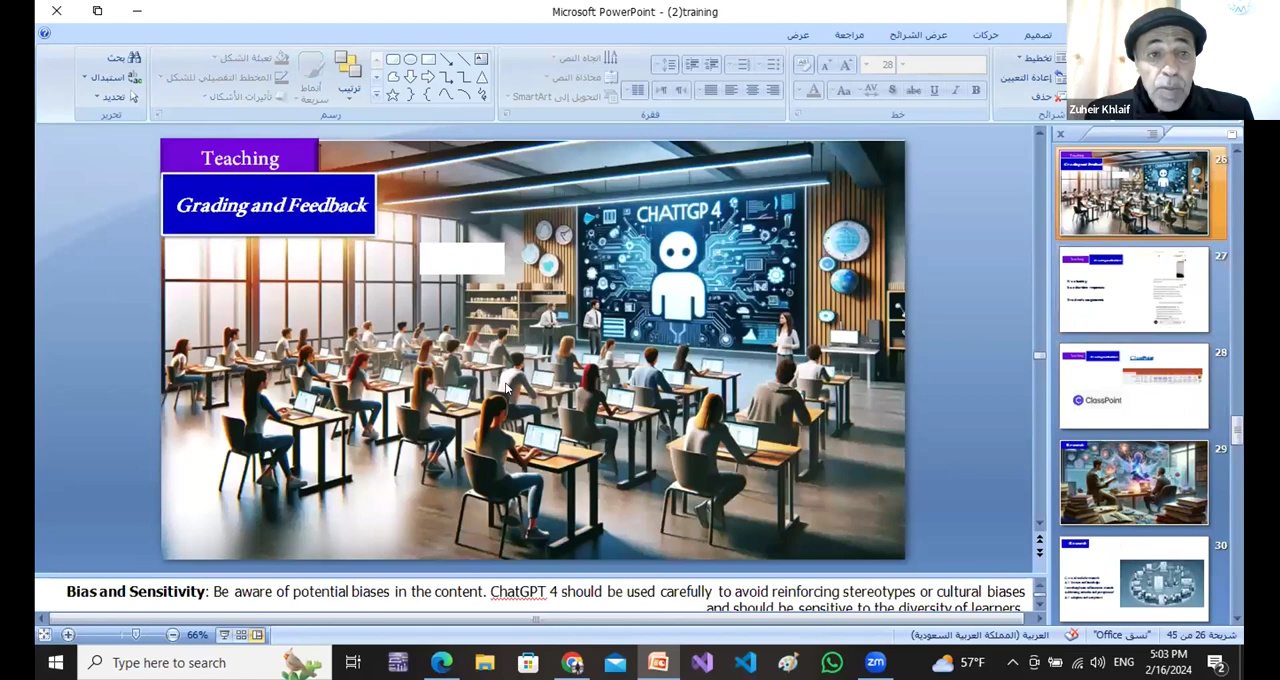 Microsoft PowerPoint - (2)training
تصميم
حركات
عرض الشرائح
مراجعة
عرض
Zuheir Khlaif
تخطيط
إعادة التعيين
حذف
شرائح
28
خط
اتجاه النص
محاذاة النص
التحويل إلى SmartArt
فقرة
ترتيب
أنماط
سريعة
تعبئة الشكل
المخطط التفصيلي للشكل
تأثيرات الأشكال
رسم
بحث
استبدال
تحديد
تحرير
Teaching
Grading and Feedback
CHATTGP 4
26
27
28
ClassPoint
29
30
Bias and Sensitivity: Be aware of potential biases in the content. ChatGPT 4 should be used carefully to avoid reinforcing stereotypes or cultural biases
and should be sensitive to the diversity of learners.
66%
العربية (المملكة العربية السعودية)
"نسق Office"
شريحة 26 من 45
Type here to search
zm
57°F
ENG
5:03 PM
2/16/2024
2